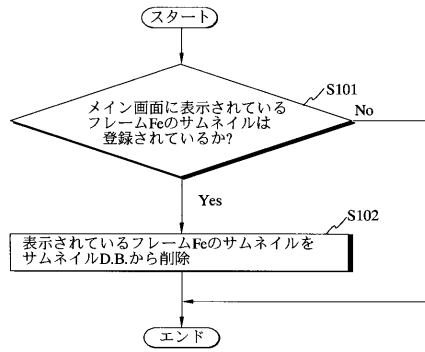 スタート
S101
メイン画面に表示されている
フレームFeのサムネイルは
登録されているか?
No
Yes
S102
表示されているフレームFeのサムネイルを
サムネイルD.B.から削除
エンド